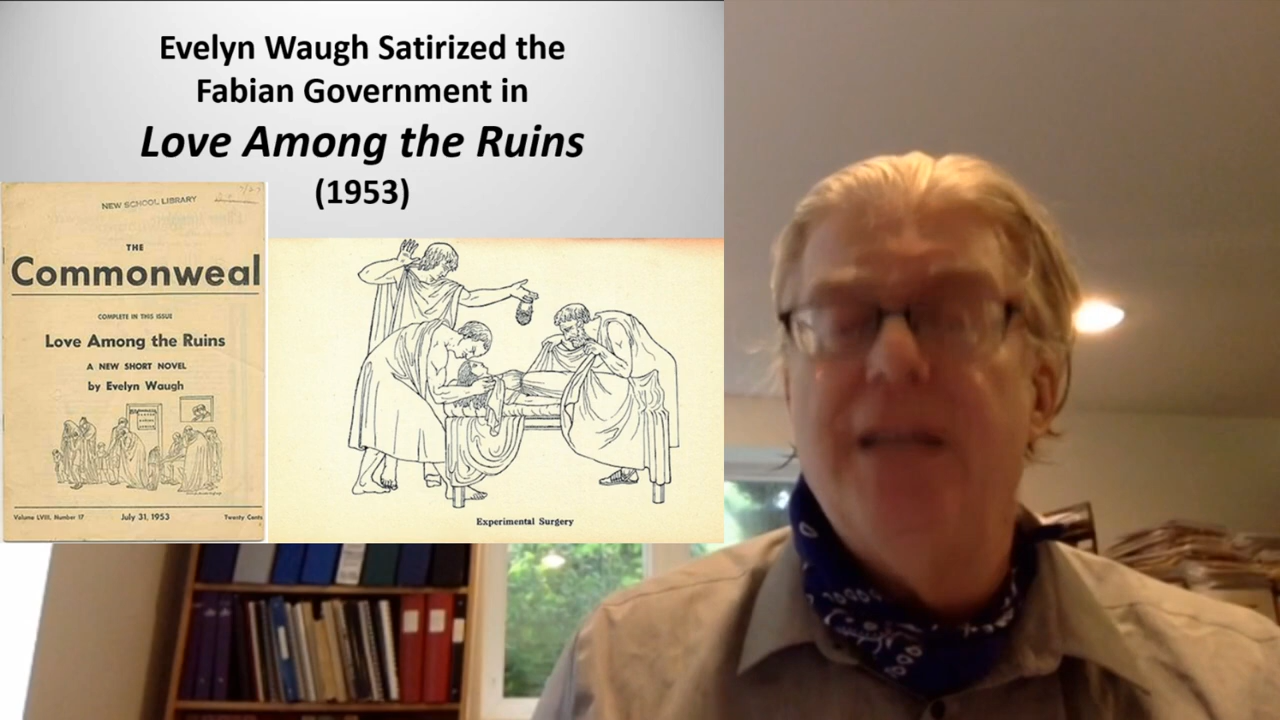 Evelyn Waugh Satirized the
Fabian Government in
Love Among the Ruins
(1953)
NEW SCHOOL LIBRARY
THE
Commonweal
COMPLETE IN THIS ISSUE
Love Among the Ruins
A NEW SHORT NOVEL
by Evelyn Waugh
Volume LVIII, Number 17 July 31, 1953 Twenty Cents
Experimental Surgery